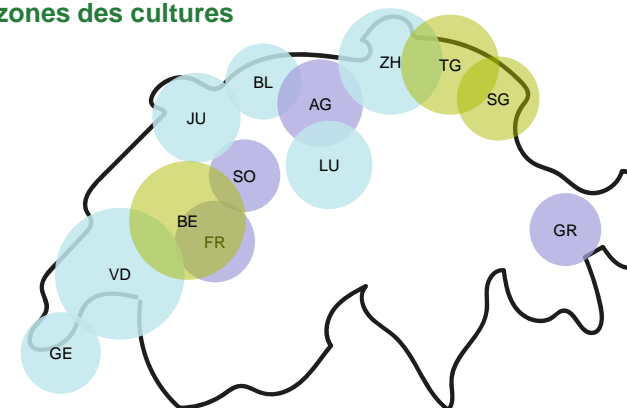 zones des cultures
ZH
TG
BL
SG
AG
JU
LU
SO
BE
GR
FR
VD
GE